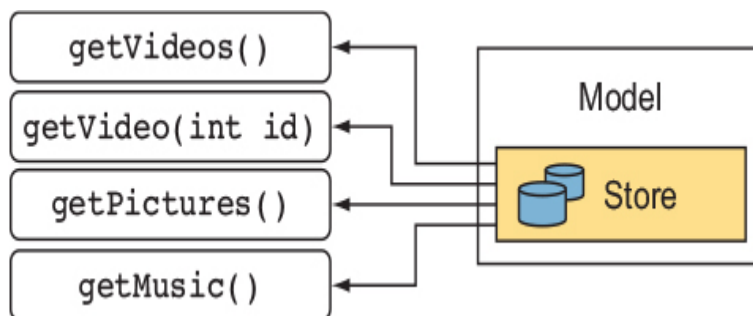 getVideos()
getVideo(int id)
getPictures()
getMusic()
Model
Store